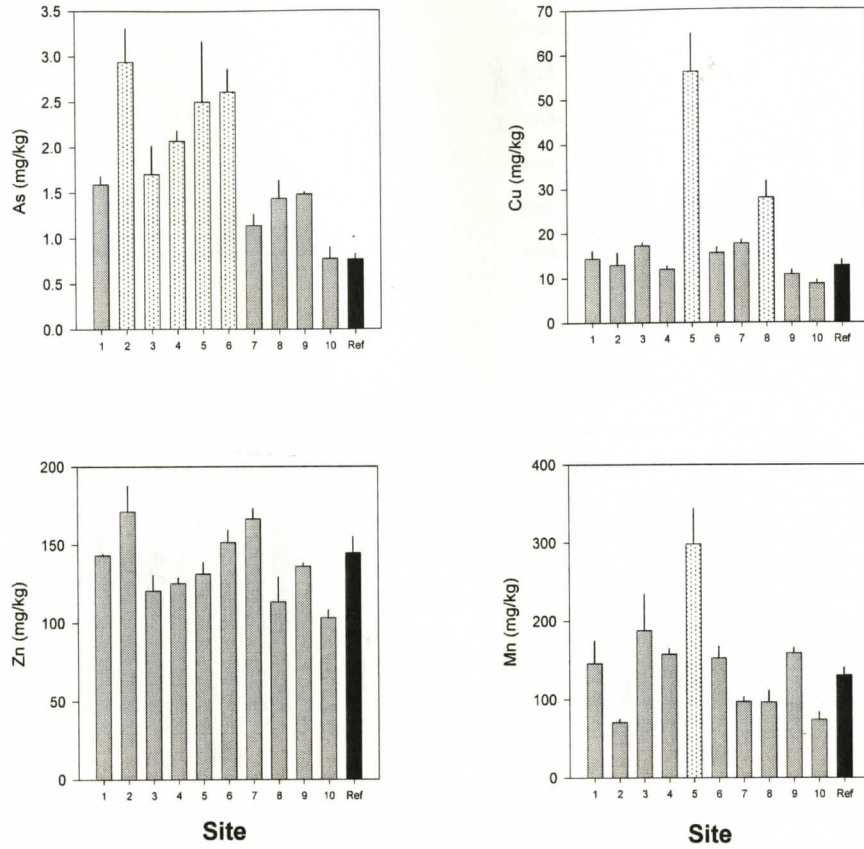 As (mg/kg)
3.5
3.0
2.5
2.0
1.5
1.0
0.5
0.0
1 2 3 4 5 6 7 8 9 10 Ref
Cu (mg/kg)
70
60
50
40
30
20
10
0
1 2 3 4 5 6 7 8 9 10 Ref
Zn (mg/kg)
200
150
100
50
0
1 2 3 4 5 6 7 8 9 10 Ref
Site
Mn (mg/kg)
400
300
200
100
0
1 2 3 4 5 6 7 8 9 10 Ref
Site